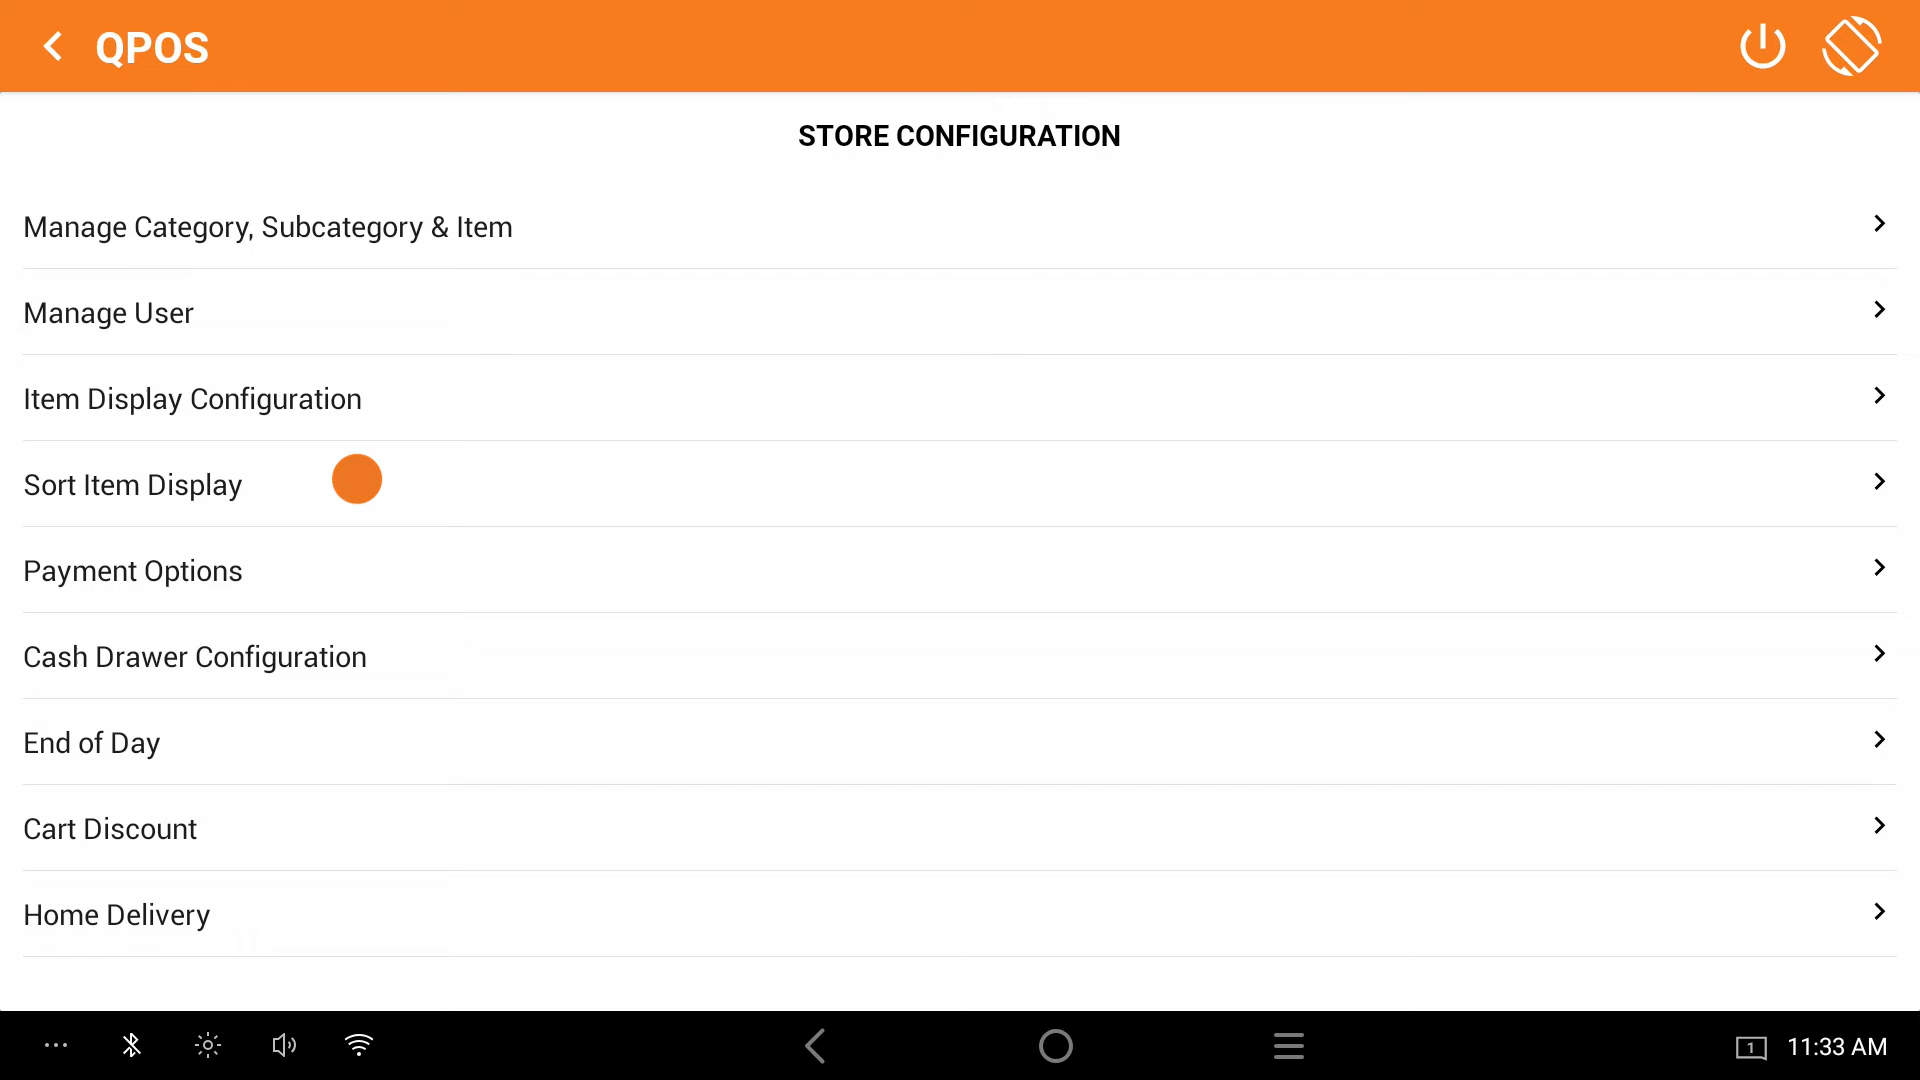 QPOS
STORE CONFIGURATION
Manage Category, Subcategory & Item
Manage User
Item Display Configuration
Sort Item Display
Payment Options
Cash Drawer Configuration
End of Day
Cart Discount
Home Delivery
1 11:33 AM